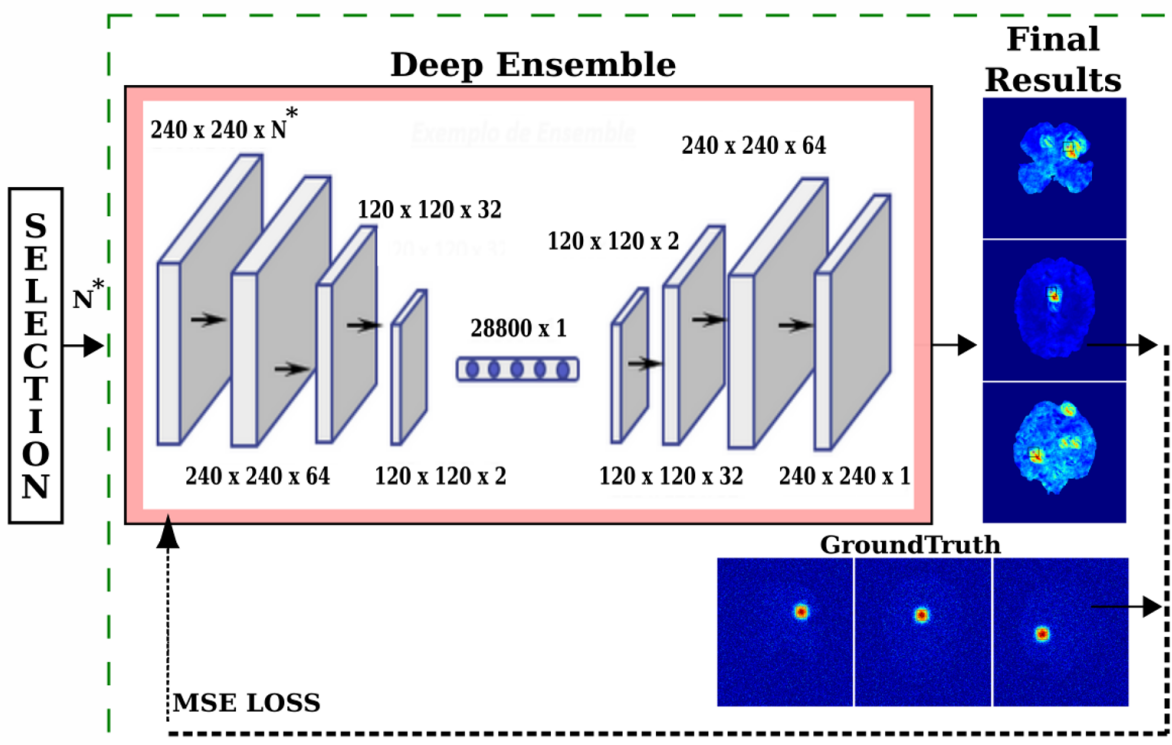 SELECTION
N*
Deep Ensemble
Exemplo de Ensemble
240 x 240 x N*
240 x 240 x 64
120 x 120 x 32
120 x 120 x 2
28800 x 1
120 x 120 x 2
120 x 120 x 32
240 x 240 x 64
240 x 240 x 1
Final
Results
GroundTruth
MSE LOSS